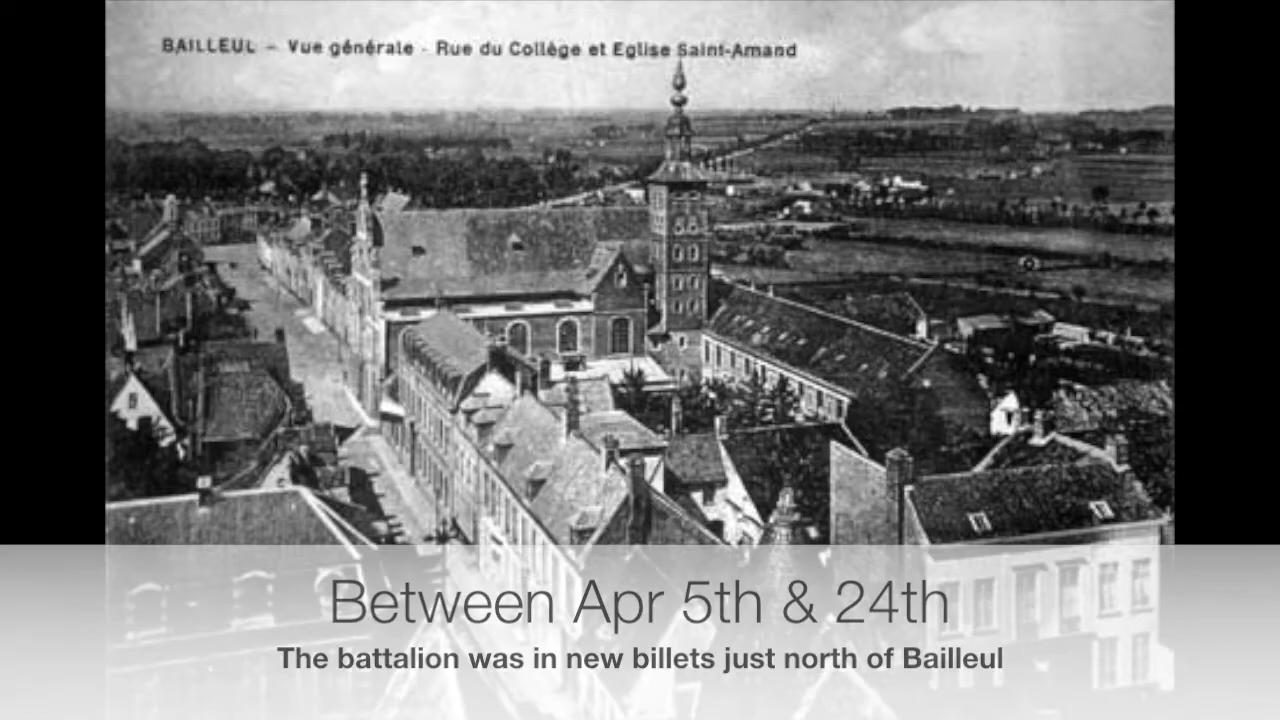 BAILLEUL – Vue générale - Rue du Collège et Eglise Saint-Amand
Between Apr 5th & 24th
The battalion was in new billets just north of Bailleul